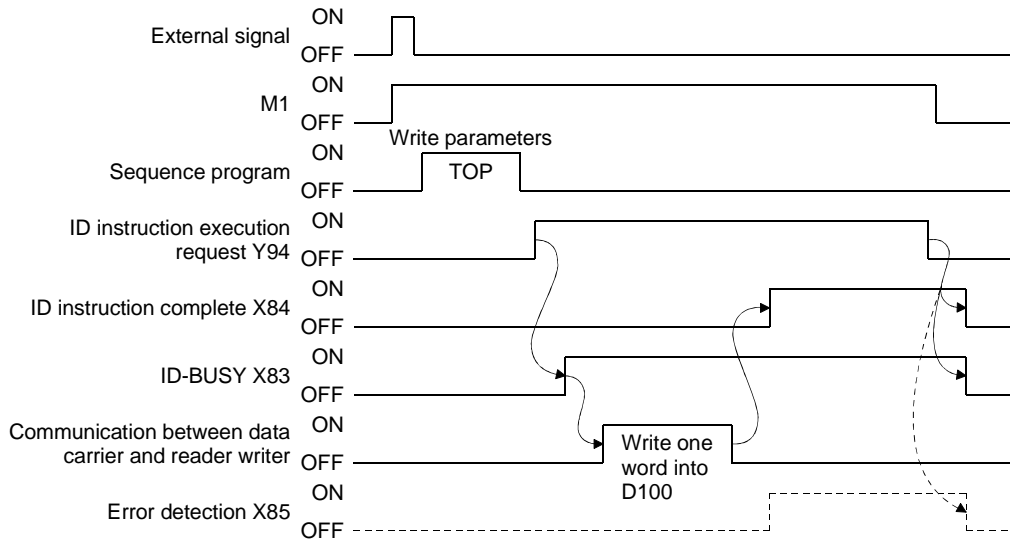 ON
External signal
OFF
ON
M1
OFF
Write parameters
ON
Sequence program
TOP
OFF
ON
ID instruction execution
request Y94
OFF
ON
ID instruction complete X84
OFF
ON
ID-BUSY X83
OFF
ON
Communication between data
carrier and reader writer
OFF
Write one
word into
D100
ON
Error detection X85
OFF